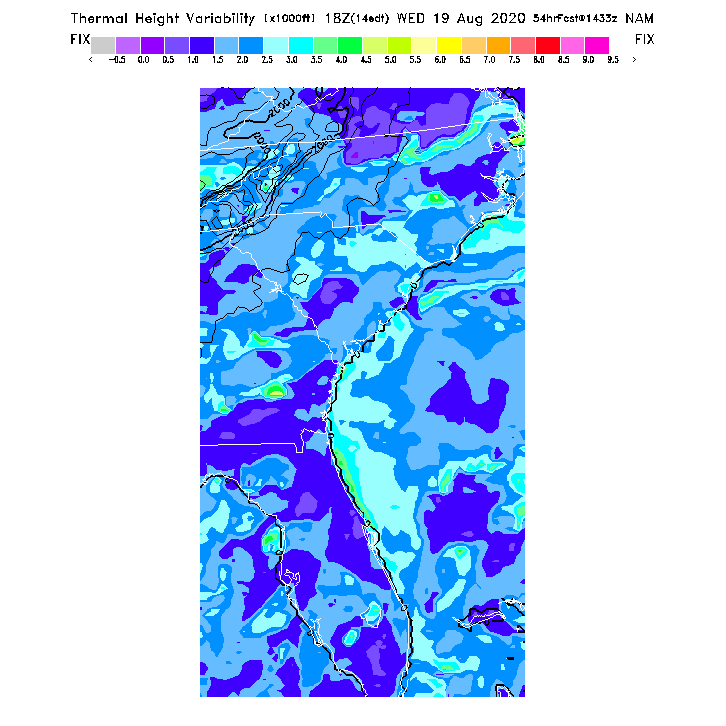 Thermal Height Variability [x1000ft] 18Z(14edt) WED 19 Aug 2020 54hrFcst@1433z NAM
FIX FIX
< -0.5 0.0 0.5 1.0 1.5 2.0 2.5 3.0 3.5 4.0 4.5 5.0 5.5 6.0 6.5 7.0 7.5 8.0 8.5 9.0 9.5 >
2000
2000
2000